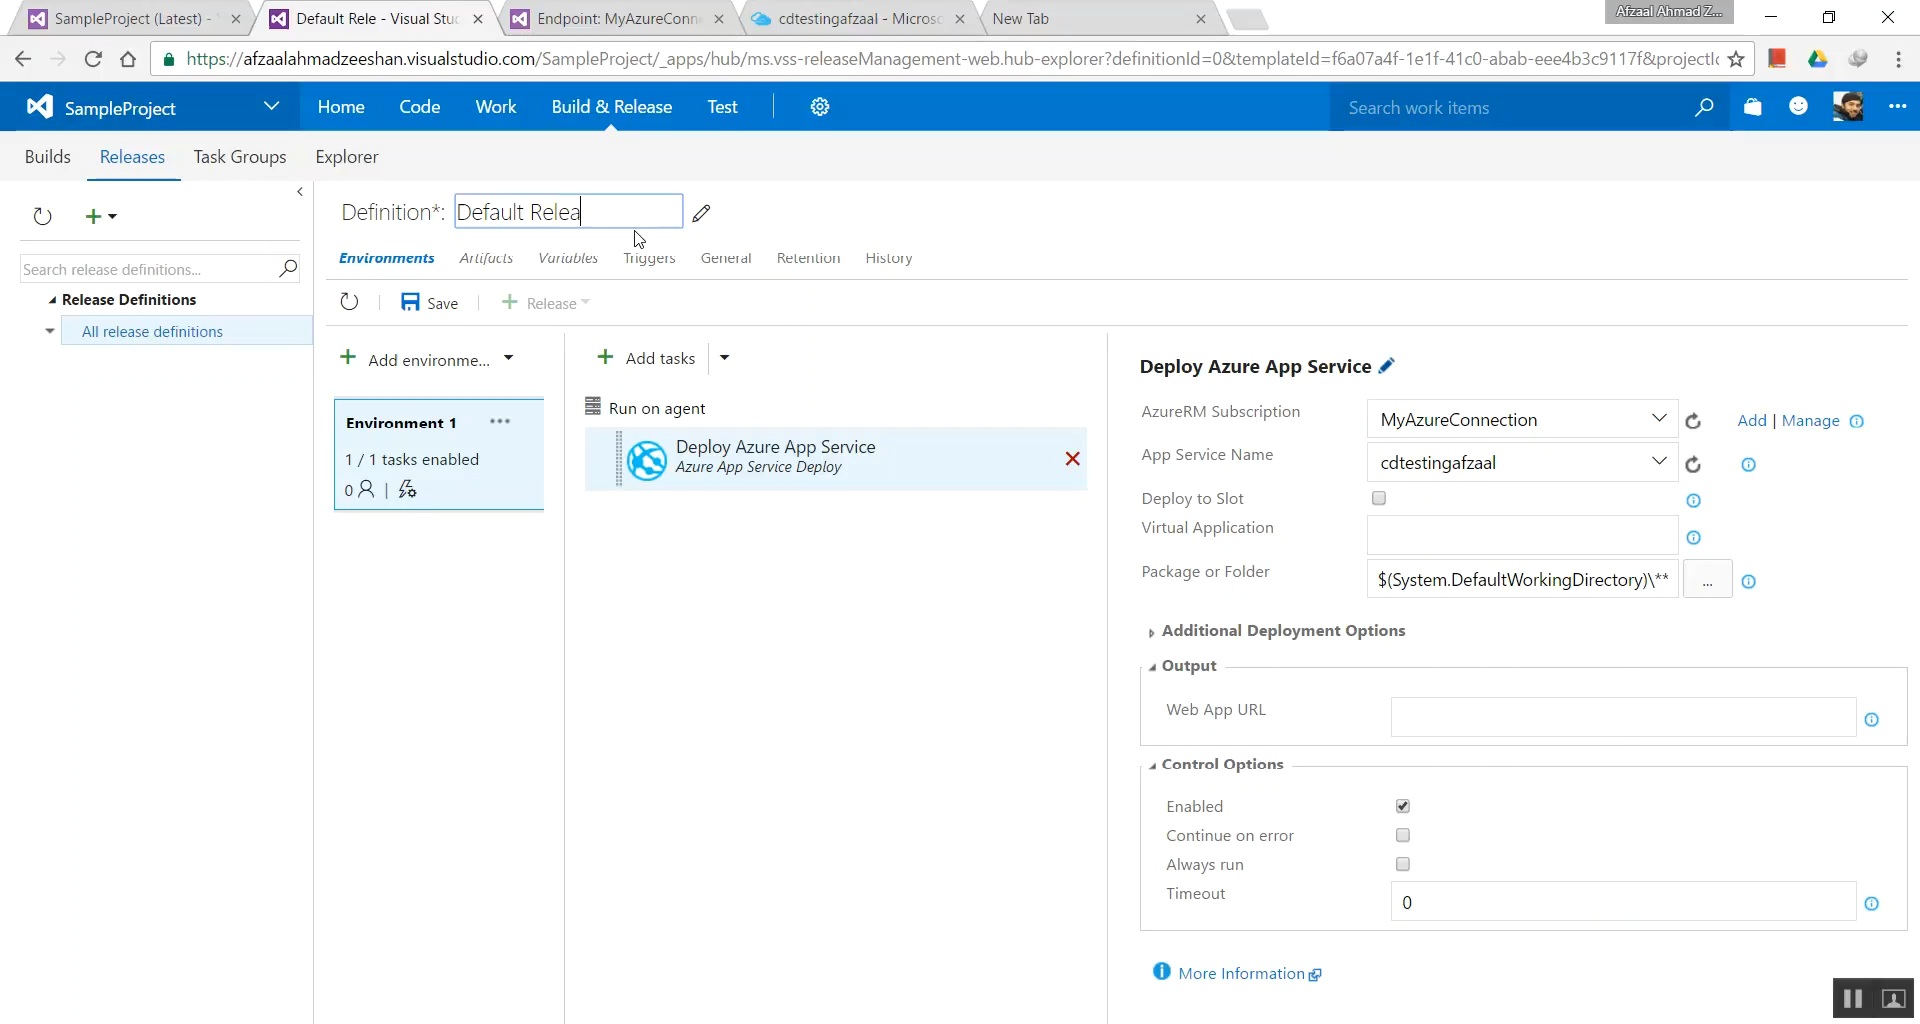 SampleProject (Latest) -
Default Rele - Visual Stu
Endpoint: MyAzureConn
cdtestingafzaal - Microso
New Tab
Afzaal Ahmad Z...
https://afzaalahmadzeeshan.visualstudio.com/SampleProject/_apps/hub/ms.vss-releaseManagement-web.hub-explorer?definitionId=0&templateId=f6a07a4f-1e1f-41c0-abab-eee4b3c9117f&projectId
SampleProject
Home
Code
Work
Build & Release
Test
Search work items
Builds
Releases
Task Groups
Explorer
Search release definitions...
Release Definitions
All release definitions
Definition*: Default Relea
Environments
Artifacts
Variables
Triggers
General
Retention
History
Save
Release
Add environme...
Environment 1
1 / 1 tasks enabled
0
Add tasks
Run on agent
Deploy Azure App Service
Azure App Service Deploy
Deploy Azure App Service
AzureRM Subscription
MyAzureConnection
Add | Manage
App Service Name
cdtestingafzaal
Deploy to Slot
Virtual Application
Package or Folder
$(System.DefaultWorkingDirectory)\**
...
Additional Deployment Options
Output
Web App URL
Control Options
Enabled
Continue on error
Always run
Timeout
0
More Information